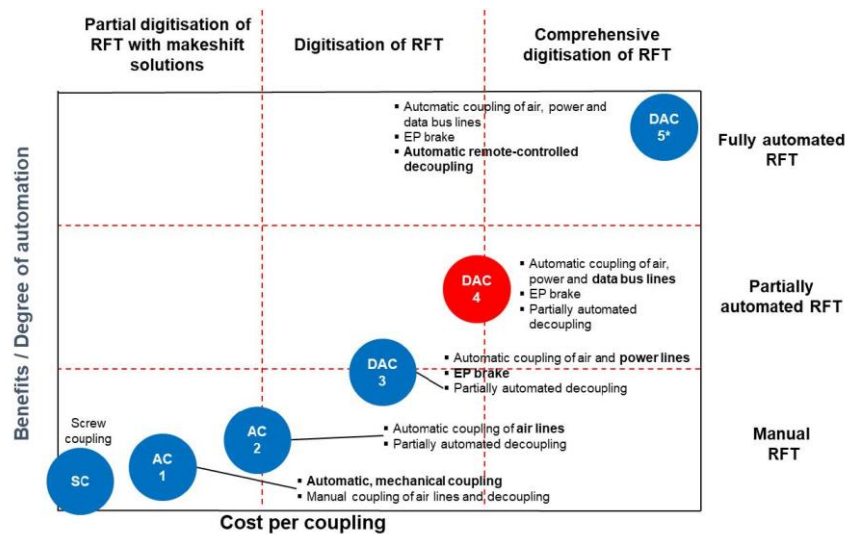 Partial digitisation of
RFT with makeshift
solutions
Digitisation of RFT
Comprehensive
digitisation of RFT
Benefits / Degree of automation
▪ Automatic coupling of air, power and
data bus lines
▪ EP brake
▪ Automatic remote-controlled
decoupling
DAC
5*
Fully automated
RFT
DAC
4
▪ Automatic coupling of air,
power and data bus lines
▪ EP brake
▪ Partially automated
decoupling
Partially
automated RFT
DAC
3
▪ Automatic coupling of air and power lines
▪ EP brake
▪ Partially automated decoupling
Screw
coupling
SC
AC
1
AC
2
▪ Automatic coupling of air lines
▪ Partially automated decoupling
▪ Automatic, mechanical coupling
▪ Manual coupling of air lines and decoupling
Manual
RFT
Cost per coupling